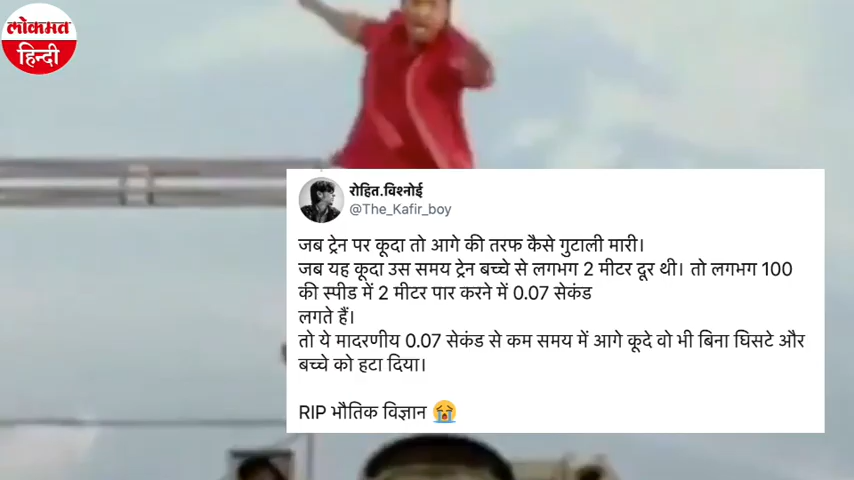 लोकमत
हिन्दी
रोहित.विश्नोई
@The_Kafir_boy
जब ट्रेन पर कूदा तो आगे की तरफ कैसे गुटाली मारी।
जब यह कूदा उस समय ट्रेन बच्चे से लगभग 2 मीटर दूर थी। तो लगभग 100
की स्पीड में 2 मीटर पार करने में 0.07 सेकंड
लगते हैं।
तो ये मादरणीय 0.07 सेकंड से कम समय में आगे कूदे वो भी बिना घिसटे और
बच्चे को हटा दिया।
RIP भौतिक विज्ञान 😭